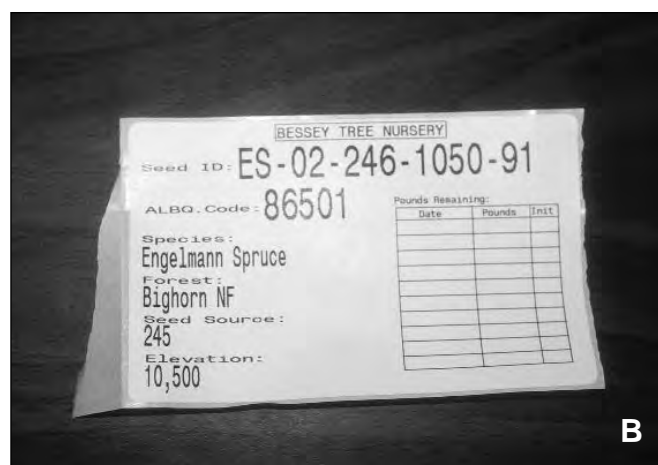 BESSEY TREE NURSERY
Seed ID: ES-02-246-1050-91
ALBQ. Code: 86501
Pounds Remaining:
Date Pounds Init
Species:
Engelmann Spruce
Forest:
Bighorn NF
Seed Source:
245
Elevation:
10,500
B